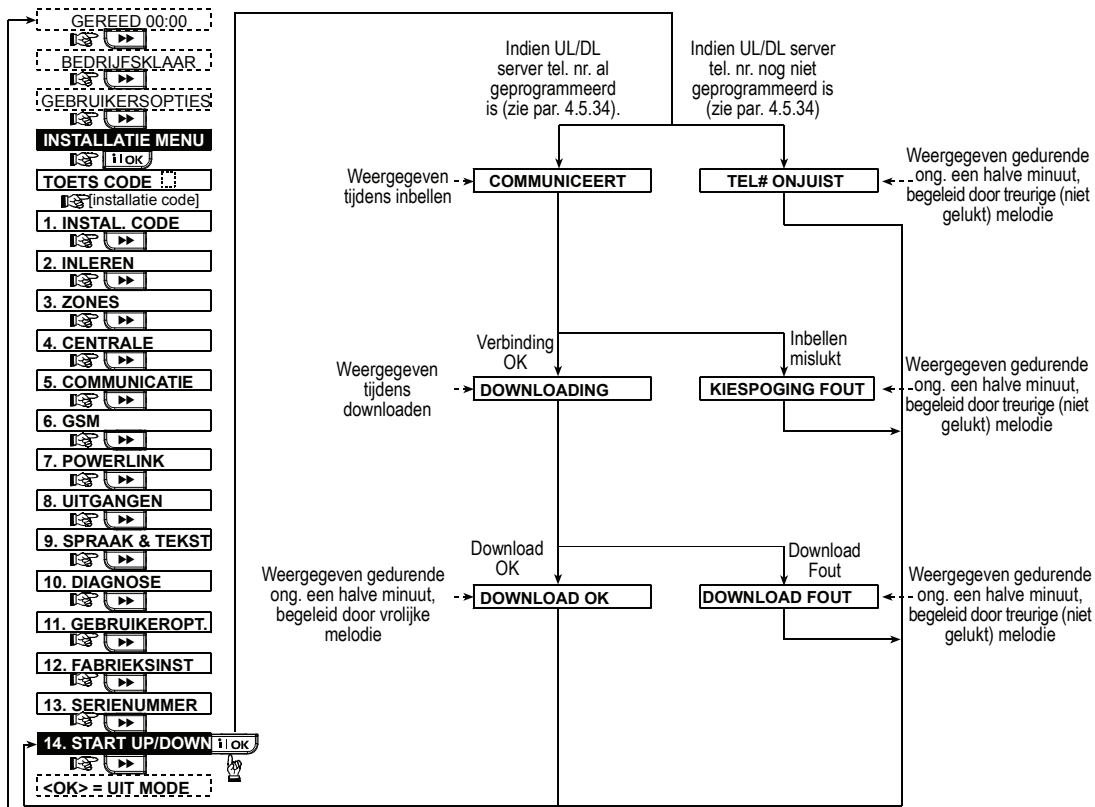 GEREED 00:00
BEDRIJFSKLAAR
GEBRUIKERSOPTIES
INSTALLATIE MENU
i I OK
TOETS CODE
[installatie code]
1. INSTAL. CODE
2. INLEREN
3. ZONES
4. CENTRALE
5. COMMUNICATIE
6. GSM
7. POWERLINK
8. UITGANGEN
9. SPRAAK & TEKST
10. DIAGNOSE
11. GEBRUIKEROPT.
12. FABRIEKSINST
13. SERIENUMMER
14. START UP/DOWN
i I OK
<OK> = UIT MODE
Indien UL/DL
server tel. nr. al
geprogrammeerd
is (zie par. 4.5.34).
Indien UL/DL server
tel. nr. nog niet
geprogrammeerd is
(zie par. 4.5.34)
Weergegeven
tijdens inbellen
COMMUNICEERT
TEL# ONJUIST
Weergegeven gedurende
ong. een halve minuut,
begeleid door treurige (niet
gelukt) melodie
Verbinding
OK
Inbellen
mislukt
Weergegeven
tijdens
downloaden
DOWNLOADING
KIESPOGING FOUT
Weergegeven gedurende
ong. een halve minuut,
begeleid door treurige (niet
gelukt) melodie
Download
OK
Download
Fout
Weergegeven gedurende
ong. een halve minuut,
begeleid door vrolijke
melodie
DOWNLOAD OK
DOWNLOAD FOUT
Weergegeven gedurende
ong. een halve minuut,
begeleid door treurige (niet
gelukt) melodie